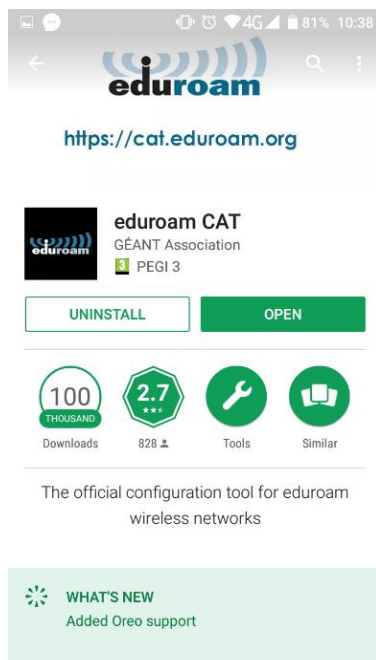 4G 81% 10:38
eduroam
https://cat.eduroam.org
eduroam
eduroam CAT
GÉANT Association
3 PEGI 3
UNINSTALL OPEN
100
THOUSAND
2.7
Downloads 828 Tools Similar
The official configuration tool for eduroam
wireless networks
WHAT'S NEW
Added Oreo support